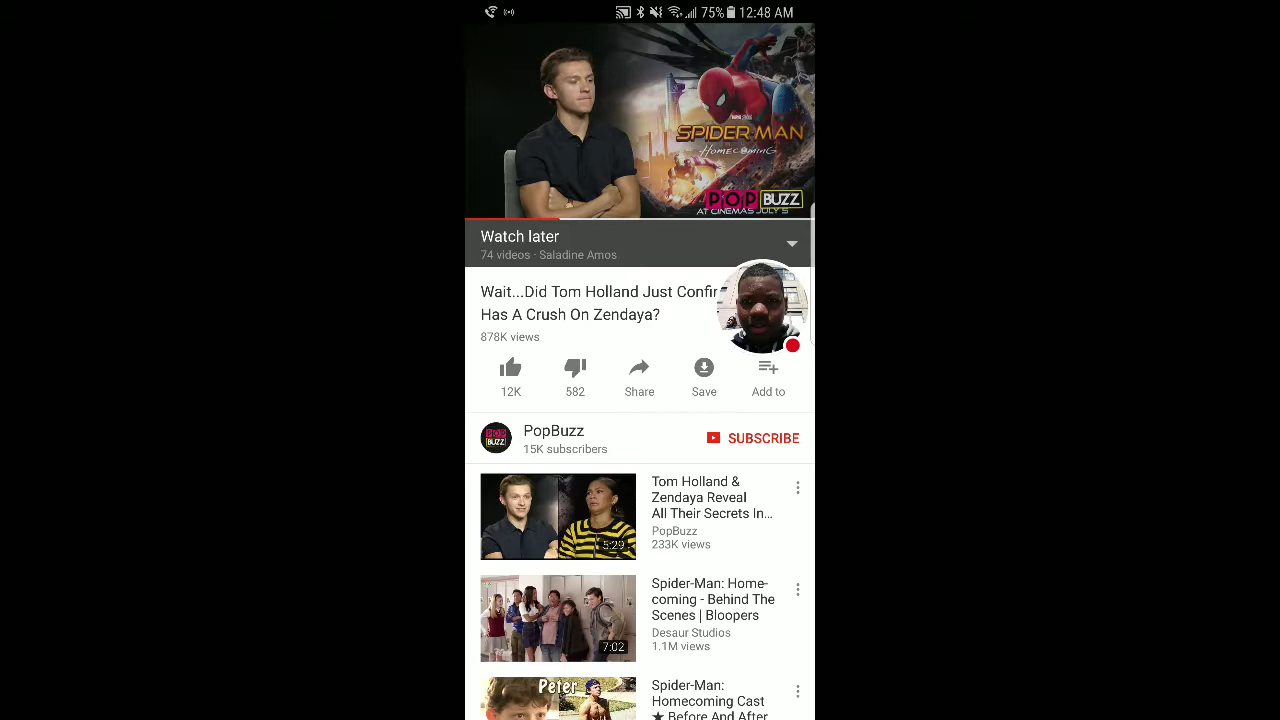 75% 12:48 AM
MARVEL STUDIOS
SPIDER-MAN
HOMECOMING
POP BUZZ
AT CINEMAS JULY 5
Watch later
74 videos · Saladine Amos
Wait...Did Tom Holland Just Confir
Has A Crush On Zendaya?
878K views
12K 582 Share Save Add to
POP BUZZ
PopBuzz
15K subscribers
SUBSCRIBE
5:29
Tom Holland &
Zendaya Reveal
All Their Secrets In...
PopBuzz
233K views
7:02
Spider-Man: Home-
coming - Behind The
Scenes | Bloopers
Desaur Studios
1.1M views
Peter
Spider-Man:
Homecoming Cast
★ Before And After